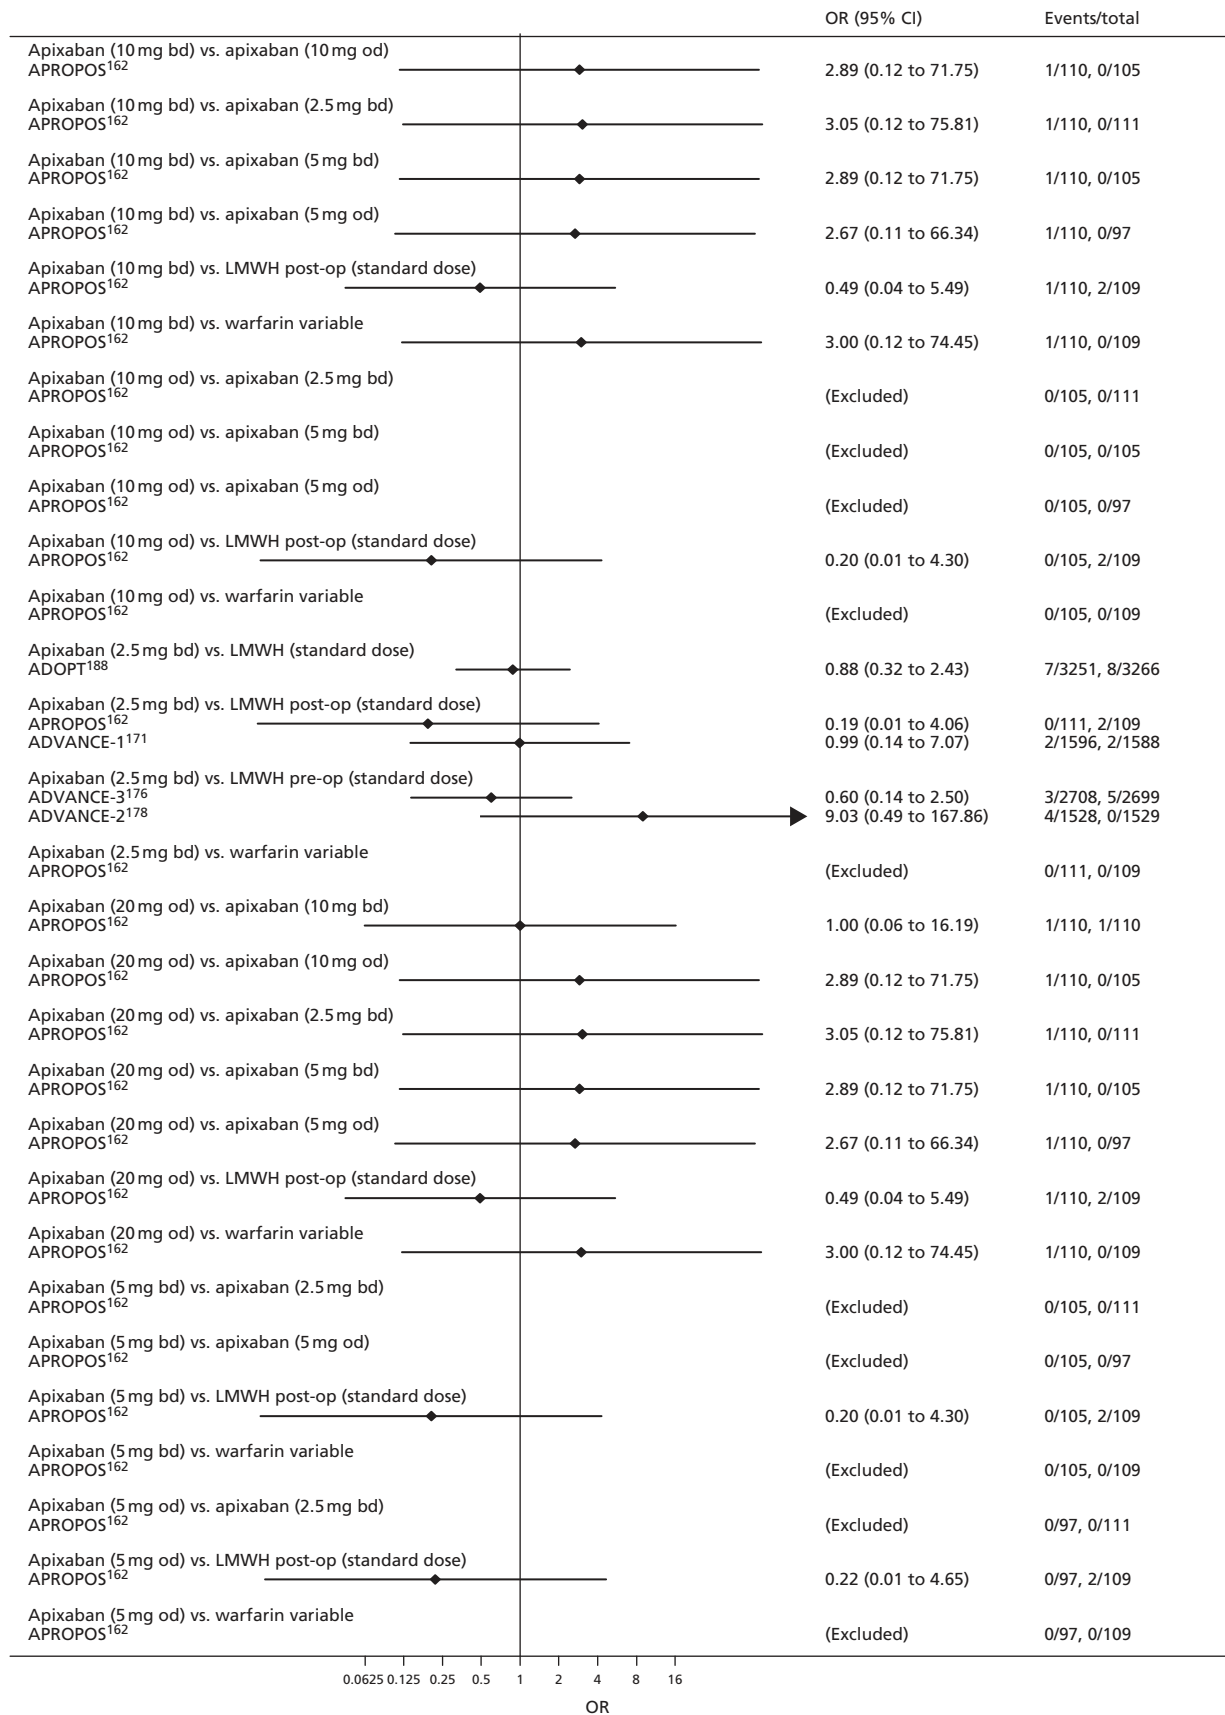 OR (95% CI) Events/total
Apixaban (10 mg bd) vs. apixaban (10 mg od)
APROPOS162 2.89 (0.12 to 71.75) 1/110, 0/105
Apixaban (10 mg bd) vs. apixaban (2.5 mg bd)
APROPOS162 3.05 (0.12 to 75.81) 1/110, 0/111
Apixaban (10 mg bd) vs. apixaban (5 mg bd)
APROPOS162 2.89 (0.12 to 71.75) 1/110, 0/105
Apixaban (10 mg bd) vs. apixaban (5 mg od)
APROPOS162 2.67 (0.11 to 66.34) 1/110, 0/97
Apixaban (10 mg bd) vs. LMWH post-op (standard dose)
APROPOS162 0.49 (0.04 to 5.49) 1/110, 2/109
Apixaban (10 mg bd) vs. warfarin variable
APROPOS162 3.00 (0.12 to 74.45) 1/110, 0/109
Apixaban (10 mg od) vs. apixaban (2.5 mg bd)
APROPOS162 (Excluded) 0/105, 0/111
Apixaban (10 mg od) vs. apixaban (5 mg bd)
APROPOS162 (Excluded) 0/105, 0/105
Apixaban (10 mg od) vs. apixaban (5 mg od)
APROPOS162 (Excluded) 0/105, 0/97
Apixaban (10 mg od) vs. LMWH post-op (standard dose)
APROPOS162 0.20 (0.01 to 4.30) 0/105, 2/109
Apixaban (10 mg od) vs. warfarin variable
APROPOS162 (Excluded) 0/105, 0/109
Apixaban (2.5 mg bd) vs. LMWH (standard dose)
ADOPT188 0.88 (0.32 to 2.43) 7/3251, 8/3266
Apixaban (2.5 mg bd) vs. LMWH post-op (standard dose)
APROPOS162 0.19 (0.01 to 4.06) 0/111, 2/109
ADVANCE-1171 0.99 (0.14 to 7.07) 2/1596, 2/1588
Apixaban (2.5 mg bd) vs. LMWH pre-op (standard dose)
ADVANCE-3176 0.60 (0.14 to 2.50) 3/2708, 5/2699
ADVANCE-2178 9.03 (0.49 to 167.86) 4/1528, 0/1529
Apixaban (2.5 mg bd) vs. warfarin variable
APROPOS162 (Excluded) 0/111, 0/109
Apixaban (20 mg od) vs. apixaban (10 mg bd)
APROPOS162 1.00 (0.06 to 16.19) 1/110, 1/110
Apixaban (20 mg od) vs. apixaban (10 mg od)
APROPOS162 2.89 (0.12 to 71.75) 1/110, 0/105
Apixaban (20 mg od) vs. apixaban (2.5 mg bd)
APROPOS162 3.05 (0.12 to 75.81) 1/110, 0/111
Apixaban (20 mg od) vs. apixaban (5 mg bd)
APROPOS162 2.89 (0.12 to 71.75) 1/110, 0/105
Apixaban (20 mg od) vs. apixaban (5 mg od)
APROPOS162 2.67 (0.11 to 66.34) 1/110, 0/97
Apixaban (20 mg od) vs. LMWH post-op (standard dose)
APROPOS162 0.49 (0.04 to 5.49) 1/110, 2/109
Apixaban (20 mg od) vs. warfarin variable
APROPOS162 3.00 (0.12 to 74.45) 1/110, 0/109
Apixaban (5 mg bd) vs. apixaban (2.5 mg bd)
APROPOS162 (Excluded) 0/105, 0/111
Apixaban (5 mg bd) vs. apixaban (5 mg od)
APROPOS162 (Excluded) 0/105, 0/97
Apixaban (5 mg bd) vs. LMWH post-op (standard dose)
APROPOS162 0.20 (0.01 to 4.30) 0/105, 2/109
Apixaban (5 mg bd) vs. warfarin variable
APROPOS162 (Excluded) 0/105, 0/109
Apixaban (5 mg od) vs. apixaban (2.5 mg bd)
APROPOS162 (Excluded) 0/97, 0/111
Apixaban (5 mg od) vs. LMWH post-op (standard dose)
APROPOS162 0.22 (0.01 to 4.65) 0/97, 2/109
Apixaban (5 mg od) vs. warfarin variable
APROPOS162 (Excluded) 0/97, 0/109
0.0625 0.125 0.25 0.5 1 2 4 8 16
OR